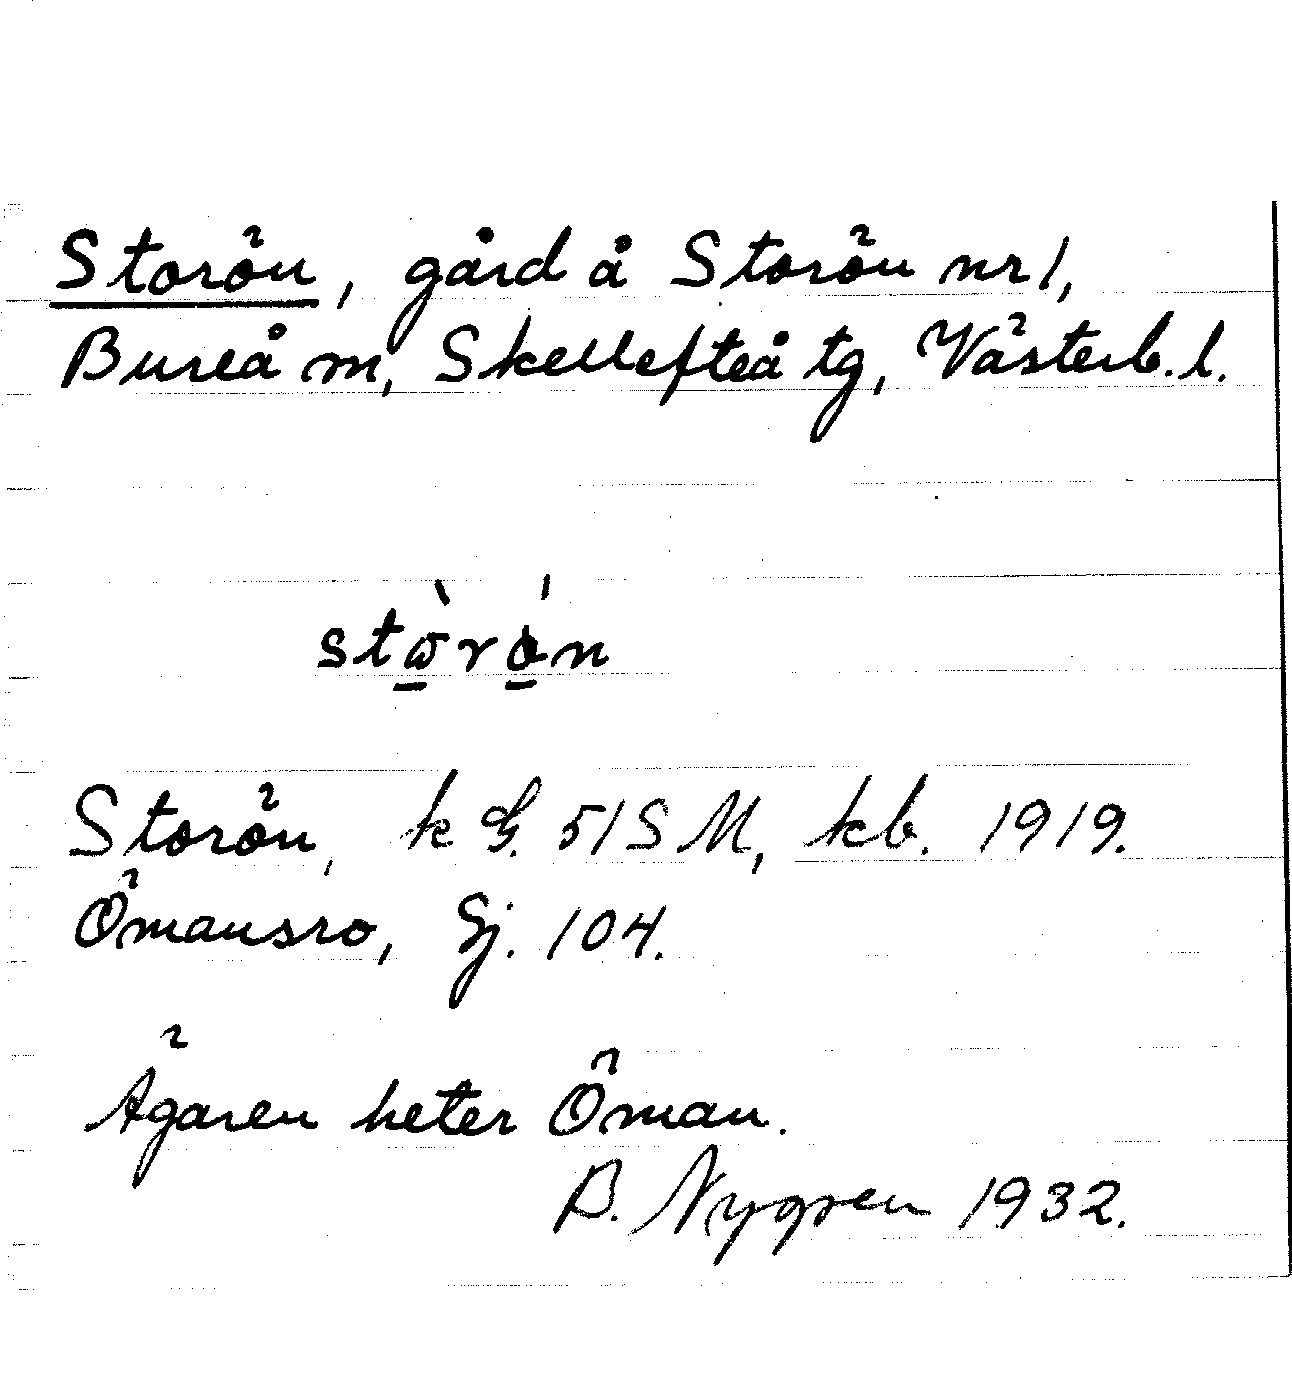 Storön, gård å Storön nr 1,
Bureå m, Skellefteå tg, Västerb. l.
Storön, k G. 51 S M, kb. 1919.
Ömansro, Sj. 104.
Ägaren heter Öman.
B. Nygren 1932.